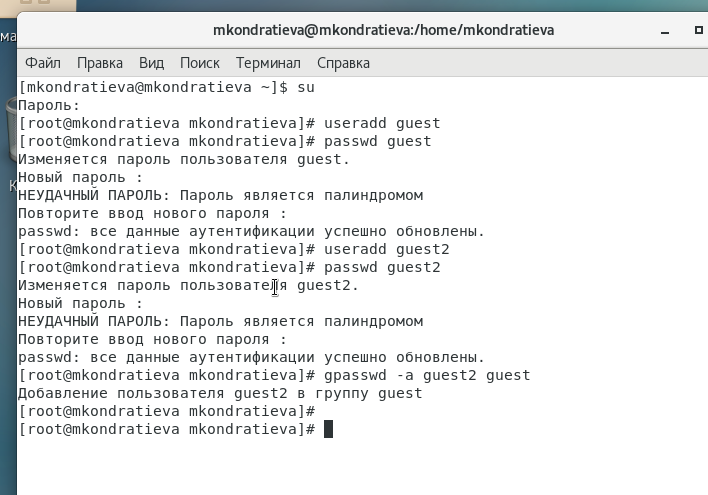 ма
К
mkondratieva@mkondratieva:/home/mkondratieva
Файл Правка Вид Поиск Терминал Справка
[mkondratieva@mkondratieva ~]$ su
Пароль:
[root@mkondratieva mkondratieva]# useradd guest
[root@mkondratieva mkondratieva]# passwd guest
Изменяется пароль пользователя guest.
Новый пароль :
НЕУДАЧНЫЙ ПАРОЛЬ: Пароль является палиндромом
Повторите ввод нового пароля :
passwd: все данные аутентификации успешно обновлены.
[root@mkondratieva mkondratieva]# useradd guest2
[root@mkondratieva mkondratieva]# passwd guest2
Изменяется пароль пользователя guest2.
Новый пароль :
НЕУДАЧНЫЙ ПАРОЛЬ: Пароль является палиндромом
Повторите ввод нового пароля :
passwd: все данные аутентификации успешно обновлены.
[root@mkondratieva mkondratieva]# gpasswd -a guest2 guest
Добавление пользователя guest2 в группу guest
[root@mkondratieva mkondratieva]#
[root@mkondratieva mkondratieva]#